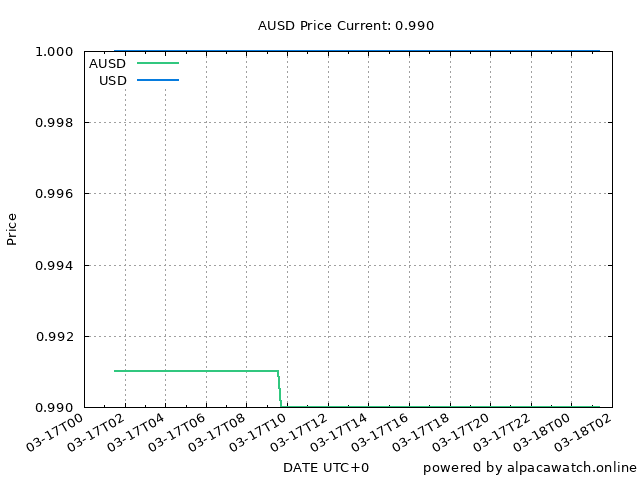 AUSD Price Current: 0.990
1.000
AUSD
USD
0.998
0.996
Price
0.994
0.992
0.990
03-17T00
03-17T02
03-17T04
03-17T06
03-17T08
03-17T10
03-17T12
03-17T14
03-17T16
03-17T18
03-17T20
03-17T22
03-18T00
03-18T02
DATE UTC+0
powered by alpacawatch.online